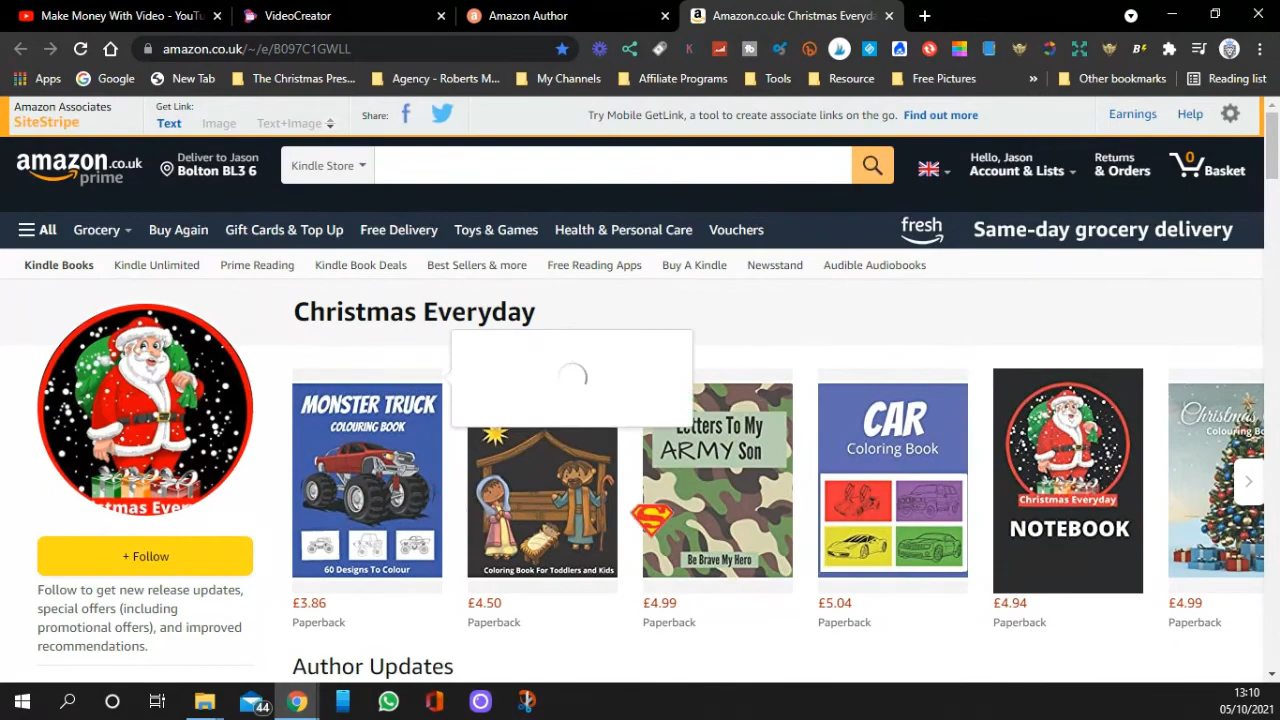 Make Money With Video - YouTu
VideoCreator
Amazon Author
Amazon.co.uk: Christmas Everyda
amazon.co.uk/~/e/B097C1GWLL
Apps
Google
New Tab
The Christmas Pres...
Agency - Roberts M...
My Channels
Affiliate Programs
Tools
Resource
Free Pictures
»
Other bookmarks
Reading list
Amazon Associates
SiteStripe
Get Link:
Text
Image
Text+Image
Share:
Try Mobile GetLink, a tool to create associate links on the go. Find out more
Earnings
Help
amazon.co.uk
prime
Deliver to Jason
Bolton BL3 6
Kindle Store
Hello, Jason
Account & Lists
Returns
& Orders
0
Basket
All
Grocery
Buy Again
Gift Cards & Top Up
Free Delivery
Toys & Games
Health & Personal Care
Vouchers
fresh
Same-day grocery delivery
Kindle Books
Kindle Unlimited
Prime Reading
Kindle Book Deals
Best Sellers & more
Free Reading Apps
Buy A Kindle
Newsstand
Audible Audiobooks
Christmas Everyday
+ Follow
Follow to get new release updates,
special offers (including
promotional offers), and improved
recommendations.
MONSTER TRUCK
COLOURING BOOK
60 Designs To Colour
£3.86
Paperback
Coloring Book For Toddlers and Kids
£4.50
Paperback
Letters To My
ARMY Son
Be Brave My Hero
£4.99
Paperback
CAR
Coloring Book
£5.04
Paperback
Christmas Everyday
NOTEBOOK
£4.94
Paperback
Christmas
£4.99
Paperback
Author Updates
44
13:10
05/10/2021